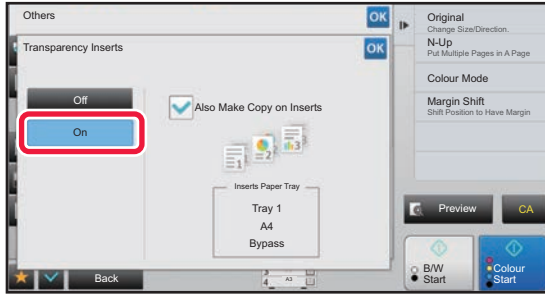 Others
OK
Transparency Inserts
OK
Off
On
Also Make Copy on Inserts
1
2
3
Inserts Paper Tray
Tray 1
A4
Bypass
Back
3
4
A3
Original
Change Size/Direction.
N-Up
Put Multiple Pages in A Page
Colour Mode
Margin Shift
Shift Position to Have Margin
Preview
CA
B/W
Start
Colour
Start